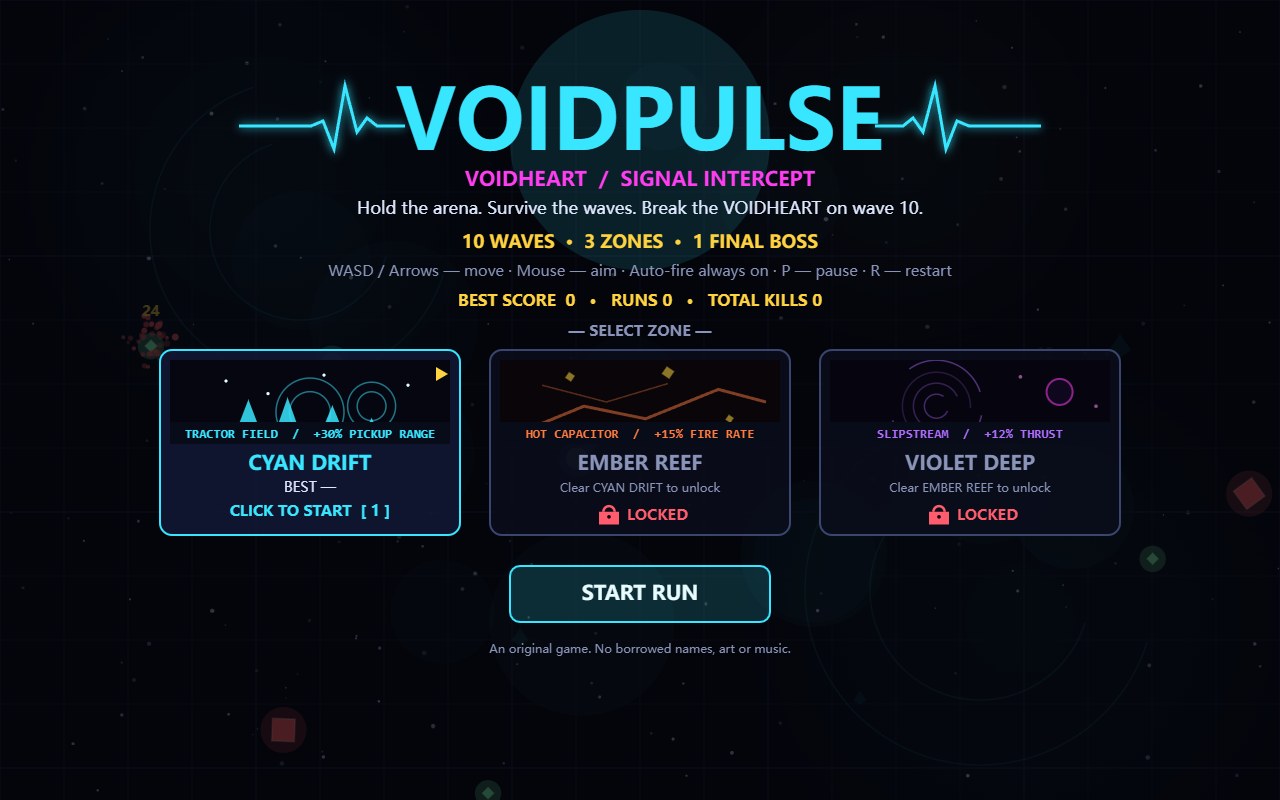 VOIDPULSE
VOIDHEART / SIGNAL INTERCEPT
Hold the arena. Survive the waves. Break the VOIDHEART on wave 10.
10 WAVES • 3 ZONES • 1 FINAL BOSS
WASD / Arrows — move · Mouse — aim · Auto-fire always on · P — pause · R — restart
BEST SCORE 0 • RUNS 0 • TOTAL KILLS 0
24
— SELECT ZONE —
TRACTOR FIELD / +30% PICKUP RANGE
CYAN DRIFT
BEST —
CLICK TO START [ 1 ]
HOT CAPACITOR / +15% FIRE RATE
EMBER REEF
Clear CYAN DRIFT to unlock
LOCKED
SLIPSTREAM / +12% THRUST
VIOLET DEEP
Clear EMBER REEF to unlock
LOCKED
START RUN
An original game. No borrowed names, art or music.